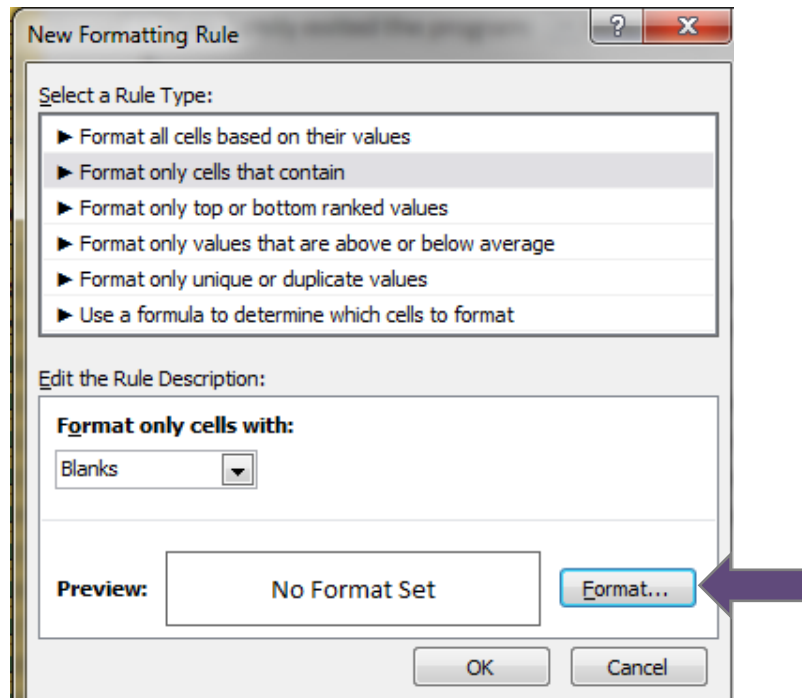 New Formatting Rule
Select a Rule Type:
► Format all cells based on their values
► Format only cells that contain
► Format only top or bottom ranked values
► Format only values that are above or below average
► Format only unique or duplicate values
► Use a formula to determine which cells to format
Edit the Rule Description:
Format only cells with:
Blanks
Preview: No Format Set Format...
OK Cancel